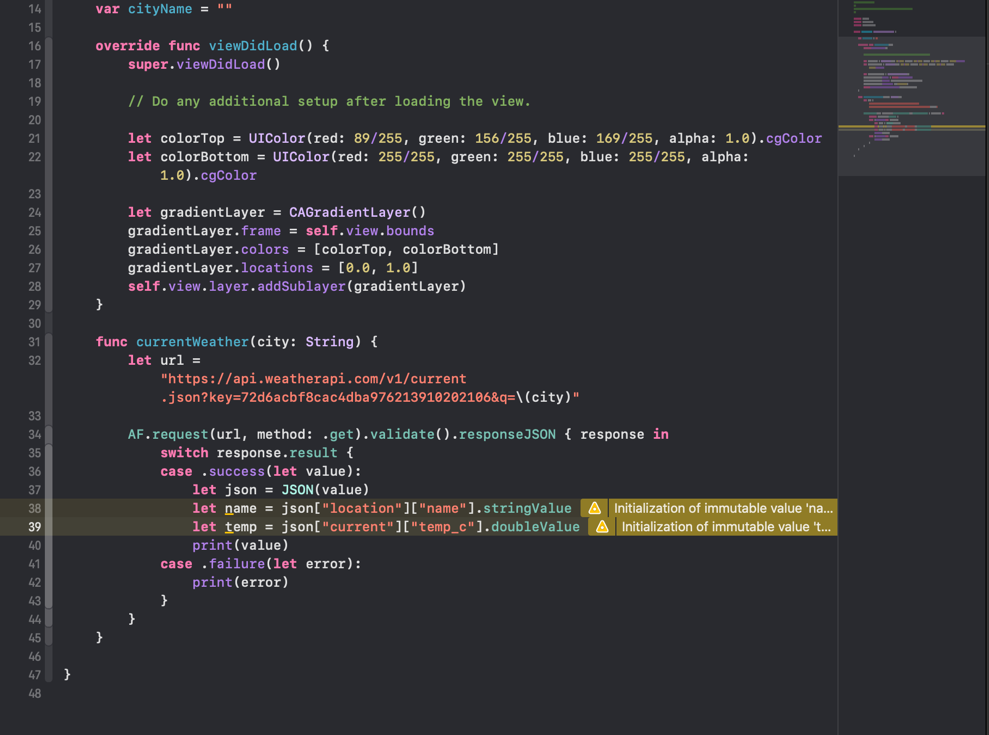 14 var cityName = ""
15
16 override func viewDidLoad() {
17 super.viewDidLoad()
18
19 // Do any additional setup after loading the view.
20
21 let colorTop = UIColor(red: 89/255, green: 156/255, blue: 169/255, alpha: 1.0).cgColor
22 let colorBottom = UIColor(red: 255/255, green: 255/255, blue: 255/255, alpha:
1.0).cgColor
23
24 let gradientLayer = CAGradientLayer()
25 gradientLayer.frame = self.view.bounds
26 gradientLayer.colors = [colorTop, colorBottom]
27 gradientLayer.locations = [0.0, 1.0]
28 self.view.layer.addSublayer(gradientLayer)
29 }
30
31 func currentWeather(city: String) {
32 let url =
"https://api.weatherapi.com/v1/current
.json?key=72d6acbf8cac4dba976213910202106&q=\(city)"
33
34 AF.request(url, method: .get).validate().responseJSON { response in
35 switch response.result {
36 case .success(let value):
37 let json = JSON(value)
38 let name = json["location"]["name"].stringValue Initialization of immutable value 'na...
39 let temp = json["current"]["temp_c"].doubleValue Initialization of immutable value 't...
40 print(value)
41 case .failure(let error):
42 print(error)
43 }
44 }
45 }
46
47 }
48